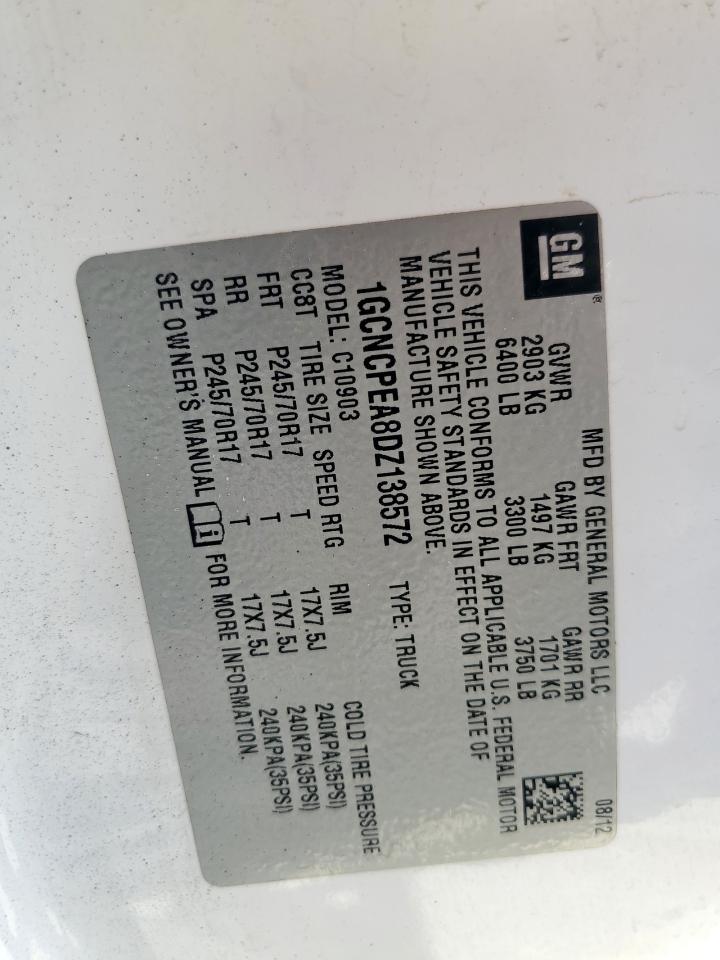 GM ®
MFD BY GENERAL MOTORS LLC 08/12
GVWR GAWR FRT GAWR RR
2903 KG 1497 KG 1701 KG
6400 LB 3300 LB 3750 LB
THIS VEHICLE CONFORMS TO ALL APPLICABLE U.S. FEDERAL MOTOR
VEHICLE SAFETY STANDARDS IN EFFECT ON THE DATE OF
MANUFACTURE SHOWN ABOVE.
1GCNCPEA8DZ138572 TYPE: TRUCK
MODEL: C10903
CC8T TIRE SIZE SPEED RTG RIM COLD TIRE PRESSURE
FRT P245/70R17 T 17X7.5J 240KPA(35PSI)
RR P245/70R17 T 17X7.5J 240KPA(35PSI)
SPA P245/70R17 T 17X7.5J 240KPA(35PSI)
SEE OWNER'S MANUAL FOR MORE INFORMATION.